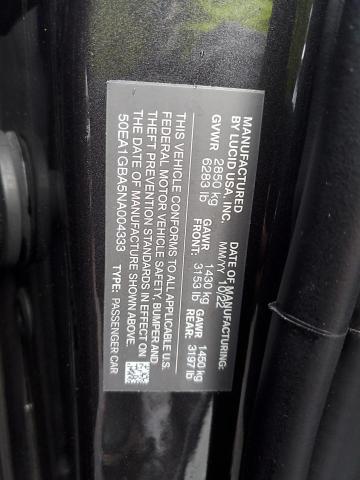 MANUFACTURED
BY LUCID USA, INC.
DATE OF MANUFACTURING:
MM/YY 10/22
GVWR 2850 kg
6283 lb
GAWR FRONT: 1430 kg
3153 lb
GAWR REAR: 1450 kg
3197 lb
THIS VEHICLE CONFORMS TO ALL APPLICABLE U.S.
FEDERAL MOTOR VEHICLE SAFETY, BUMPER AND
THEFT PREVENTION STANDARDS IN EFFECT ON
THE DATE OF MANUFACTURE SHOWN ABOVE.
50EA1GBA5NA004933 TYPE: PASSENGER CAR